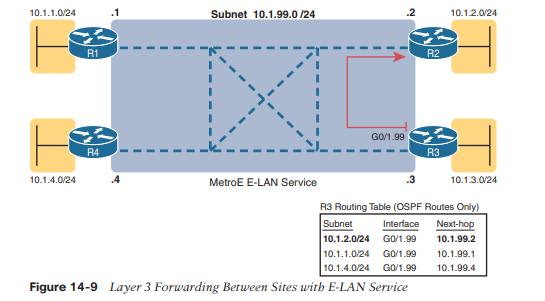 10.1.1.0/24 .1 Subnet 10.1.99.0 /24 .2 10.1.2.0/24
R1 R2
G0/1.99
R4 R3
10.1.4.0/24 .4 MetroE E-LAN Service .3 10.1.3.0/24
R3 Routing Table (OSPF Routes Only)
Subnet Interface Next-hop
10.1.2.0/24 G0/1.99 10.1.99.2
10.1.1.0/24 G0/1.99 10.1.99.1
10.1.4.0/24 G0/1.99 10.1.99.4
Figure 14-9 Layer 3 Forwarding Between Sites with E-LAN Service